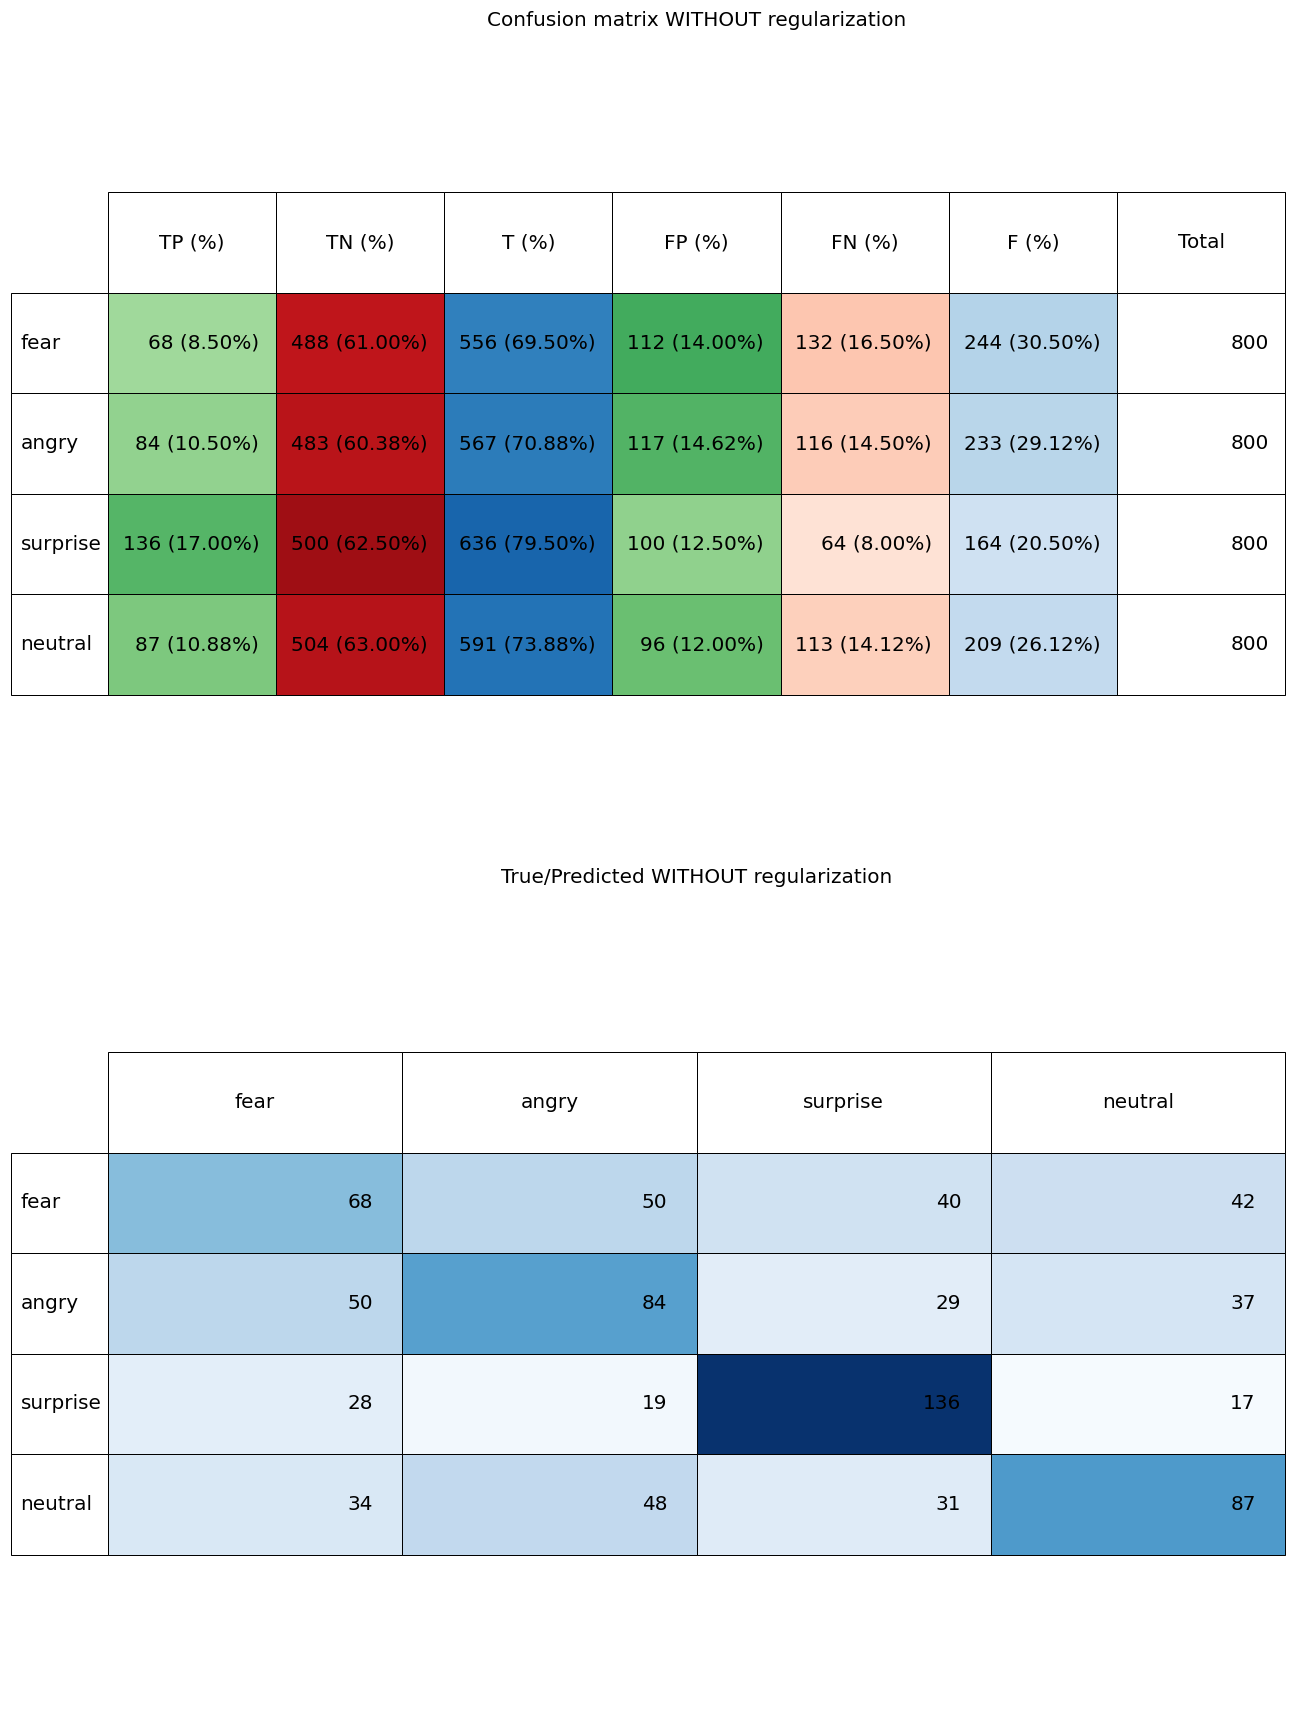 Confusion matrix WITHOUT regularization
TP (%) TN (%) T (%) FP (%) FN (%) F (%) Total
fear 68 (8.50%) 488 (61.00%) 556 (69.50%) 112 (14.00%) 132 (16.50%) 244 (30.50%) 800
angry 84 (10.50%) 483 (60.38%) 567 (70.88%) 117 (14.62%) 116 (14.50%) 233 (29.12%) 800
surprise 136 (17.00%) 500 (62.50%) 636 (79.50%) 100 (12.50%) 64 (8.00%) 164 (20.50%) 800
neutral 87 (10.88%) 504 (63.00%) 591 (73.88%) 96 (12.00%) 113 (14.12%) 209 (26.12%) 800
True/Predicted WITHOUT regularization
fear angry surprise neutral
fear 68 50 40 42
angry 50 84 29 37
surprise 28 19 136 17
neutral 34 48 31 87